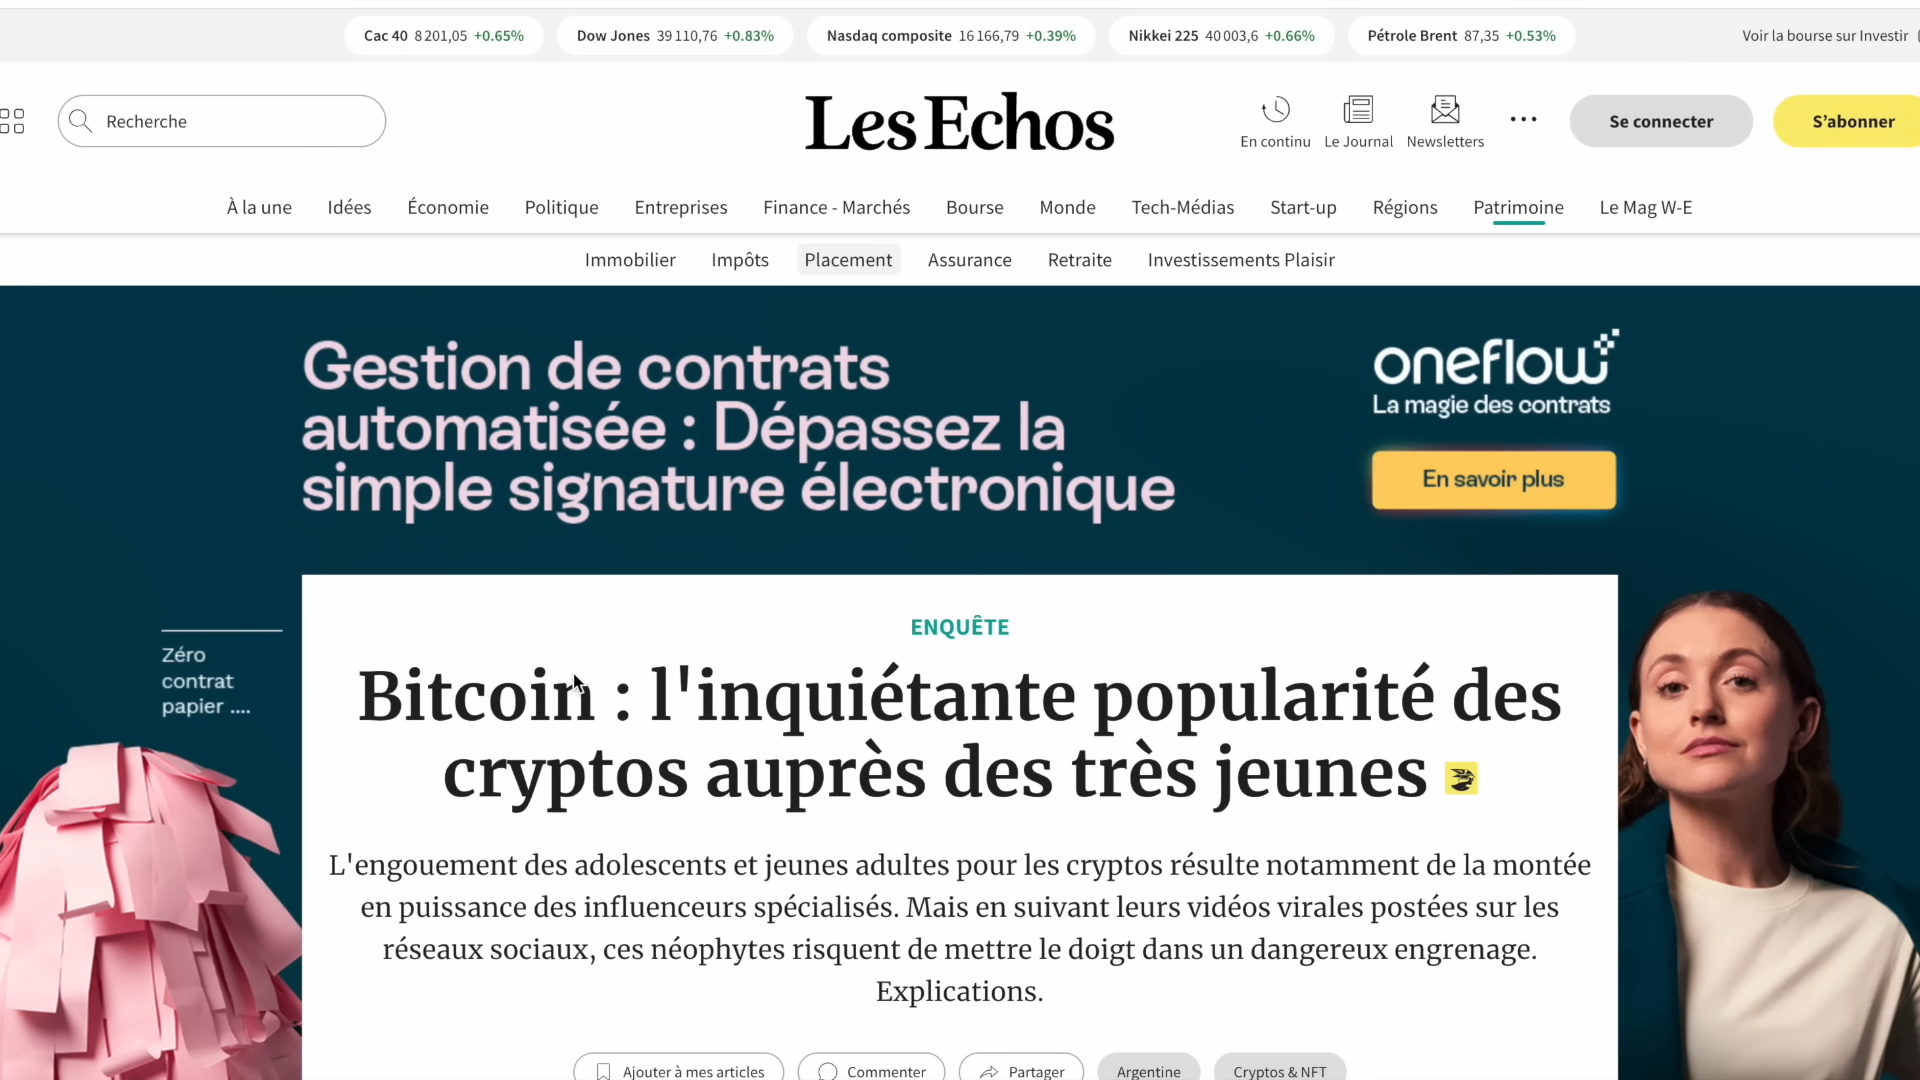 Cac 40 8 201,05 +0.65%
Dow Jones 39 110,76 +0.83%
Nasdaq composite 16 166,79 +0.39%
Nikkei 225 40 003,6 +0.66%
Pétrole Brent 87,35 +0.53%
Voir la bourse sur Investir
Recherche
Les Echos
En continu
Le Journal
Newsletters
Se connecter
S'abonner
À la une Idées Économie Politique Entreprises Finance - Marchés Bourse Monde Tech-Médias Start-up Régions Patrimoine Le Mag W-E
Immobilier Impôts Placement Assurance Retraite Investissements Plaisir
Gestion de contrats
automatisée : Dépassez la
simple signature électronique
oneflow
La magie des contrats
En savoir plus
Zéro
contrat
papier ....
ENQUÊTE
Bitcoin : l'inquiétante popularité des
cryptos auprès des très jeunes
L'engouement des adolescents et jeunes adultes pour les cryptos résulte notamment de la montée
en puissance des influenceurs spécialisés. Mais en suivant leurs vidéos virales postées sur les
réseaux sociaux, ces néophytes risquent de mettre le doigt dans un dangereux engrenage.
Explications.
Ajouter à mes articles
Commenter
Partager
Argentine
Cryptos & NFT